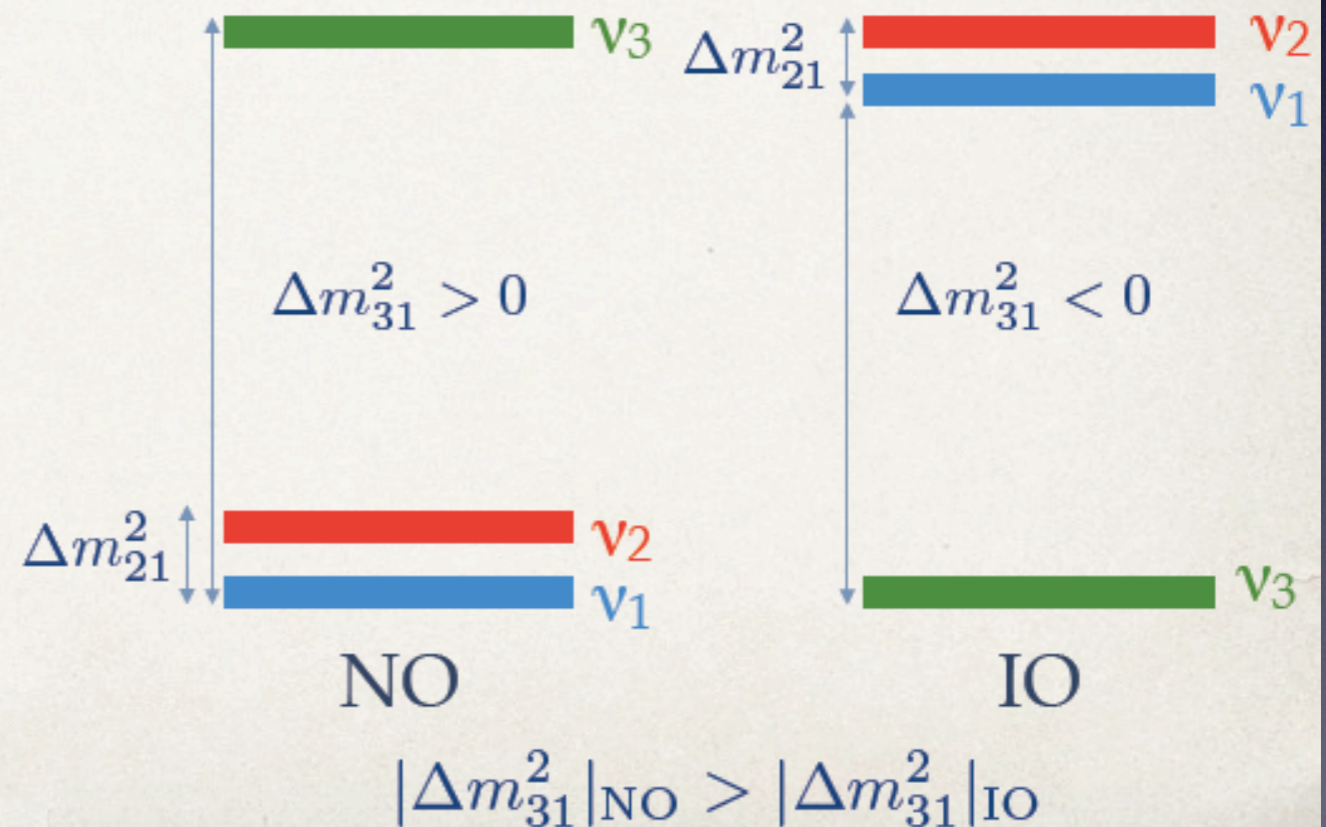 ν3
Δm²₂₁
ν2
ν1
Δm²₃₁ > 0
Δm²₃₁ < 0
Δm²₂₁
ν2
ν1
ν3
NO
IO
|Δm²₃₁|NO > |Δm²₃₁|IO